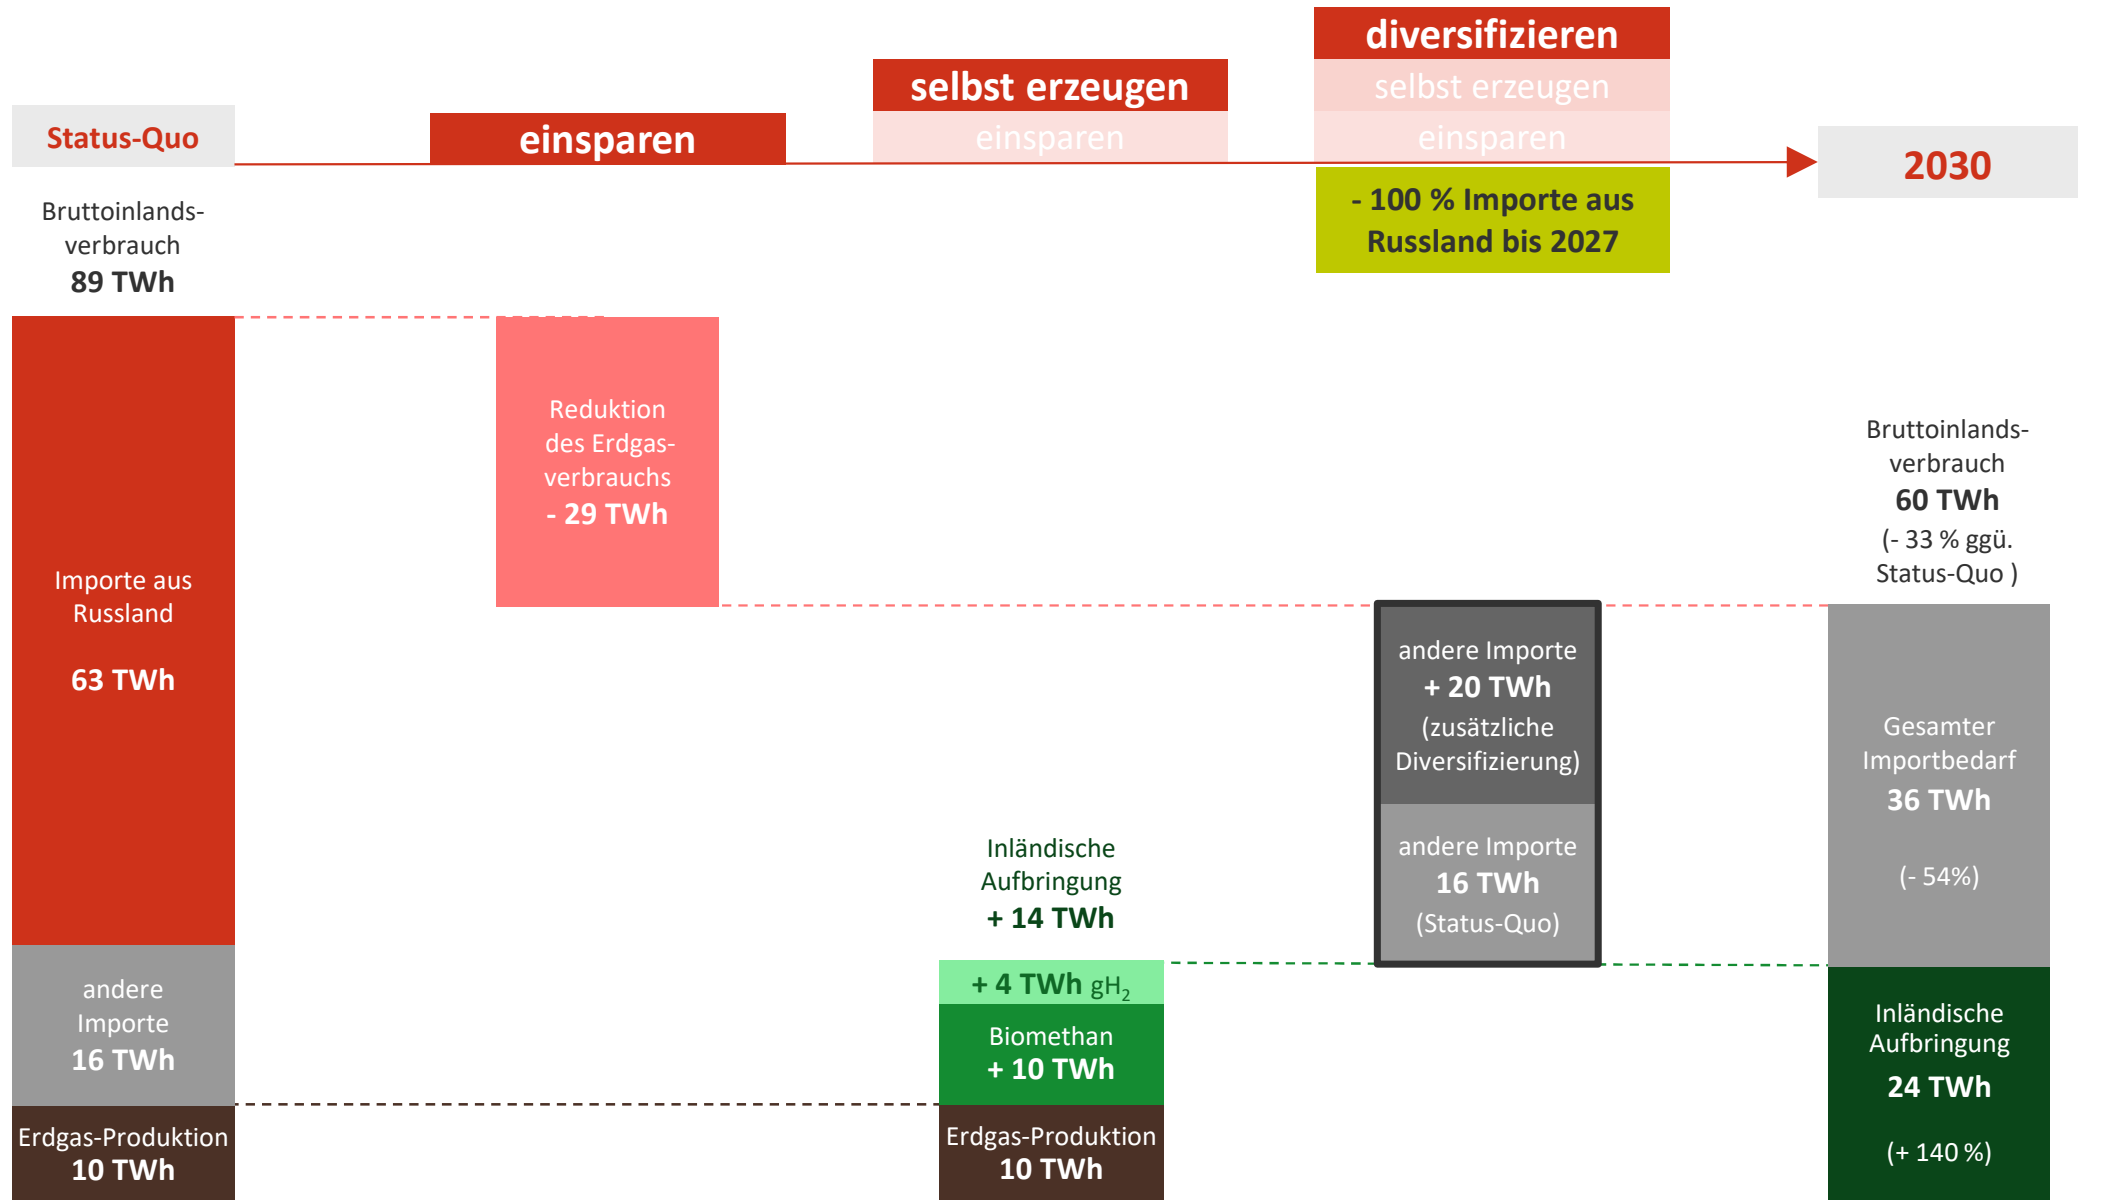 Status-Quo
einsparen
selbst erzeugen
einsparen
diversifizieren
selbst erzeugen
einsparen
- 100 % Importe aus
Russland bis 2027
2030
Bruttoinlands-
verbrauch
89 TWh
Importe aus
Russland
63 TWh
andere
Importe
16 TWh
Erdgas-Produktion
10 TWh
Reduktion
des Erdgas-
verbrauchs
- 29 TWh
Inländische
Aufbringung
+ 14 TWh
+ 4 TWh gH₂
Biomethan
+ 10 TWh
Erdgas-Produktion
10 TWh
andere Importe
+ 20 TWh
(zusätzliche
Diversifizierung)
andere Importe
16 TWh
(Status-Quo)
Bruttoinlands-
verbrauch
60 TWh
(- 33 % ggü.
Status-Quo )
Gesamter
Importbedarf
36 TWh
(- 54%)
Inländische
Aufbringung
24 TWh
(+ 140 %)